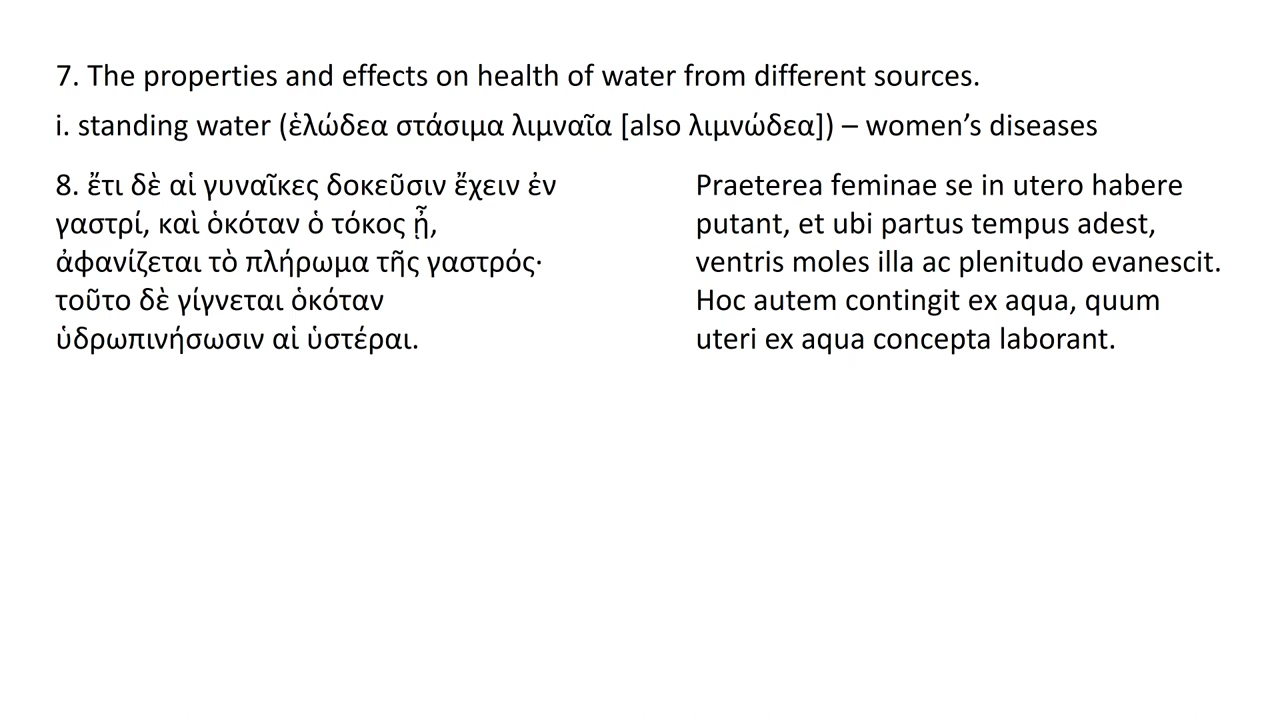 7. The properties and effects on health of water from different sources.
i. standing water (ἑλώδεα στάσιμα λιμναῖα [also λιμνώδεα]) – women’s diseases
8. ἔτι δὲ αἱ γυναῖκες δοκεῦσιν ἔχειν ἐν
γαστρί, καὶ ὁκόταν ὁ τόκος ᾖ,
ἀφανίζεται τὸ πλήρωμα τῆς γαστρός·
τοῦτο δὲ γίγνεται ὁκόταν
ὑδρωπινήσωσιν αἱ ὑστέραι.
Praeterea feminae se in utero habere
putant, et ubi partus tempus adest,
ventris moles illa ac plenitudo evanescit.
Hoc autem contingit ex aqua, quum
uteri ex aqua concepta laborant.